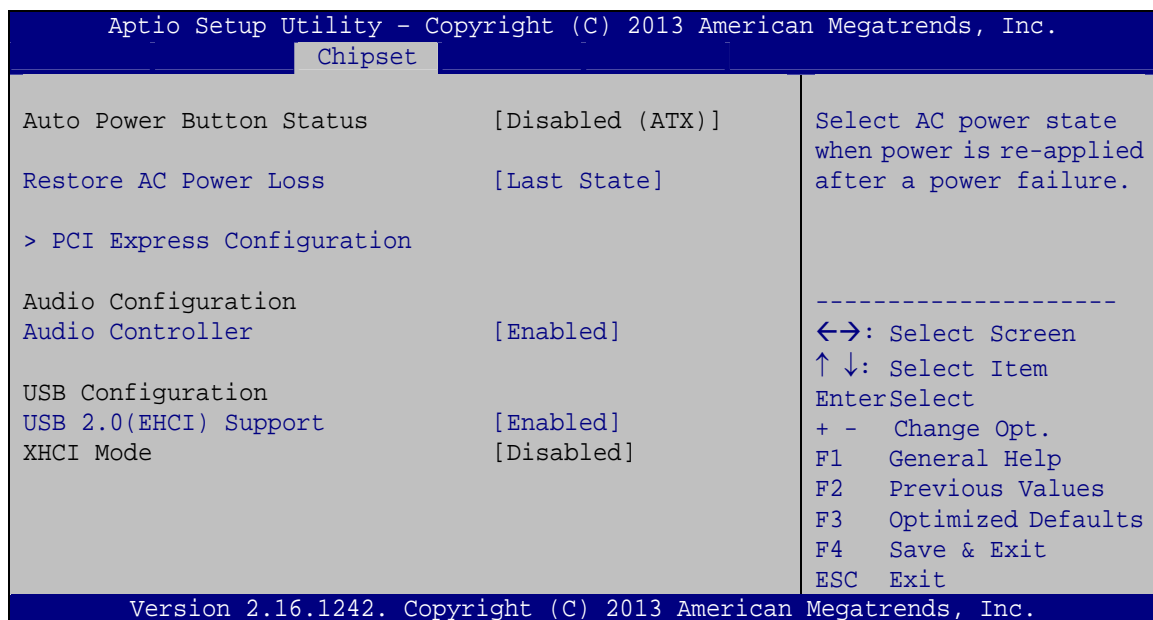 Aptio Setup Utility – Copyright (C) 2013 American Megatrends, Inc.
Chipset
Auto Power Button Status [Disabled (ATX)]
Restore AC Power Loss [Last State]
> PCI Express Configuration
Audio Configuration
Audio Controller [Enabled]
USB Configuration
USB 2.0(EHCI) Support [Enabled]
XHCI Mode [Disabled]
Select AC power state
when power is re-applied
after a power failure.
---------------------
←→: Select Screen
↑ ↓: Select Item
EnterSelect
+ - Change Opt.
F1 General Help
F2 Previous Values
F3 Optimized Defaults
F4 Save & Exit
ESC Exit
Version 2.16.1242. Copyright (C) 2013 American Megatrends, Inc.